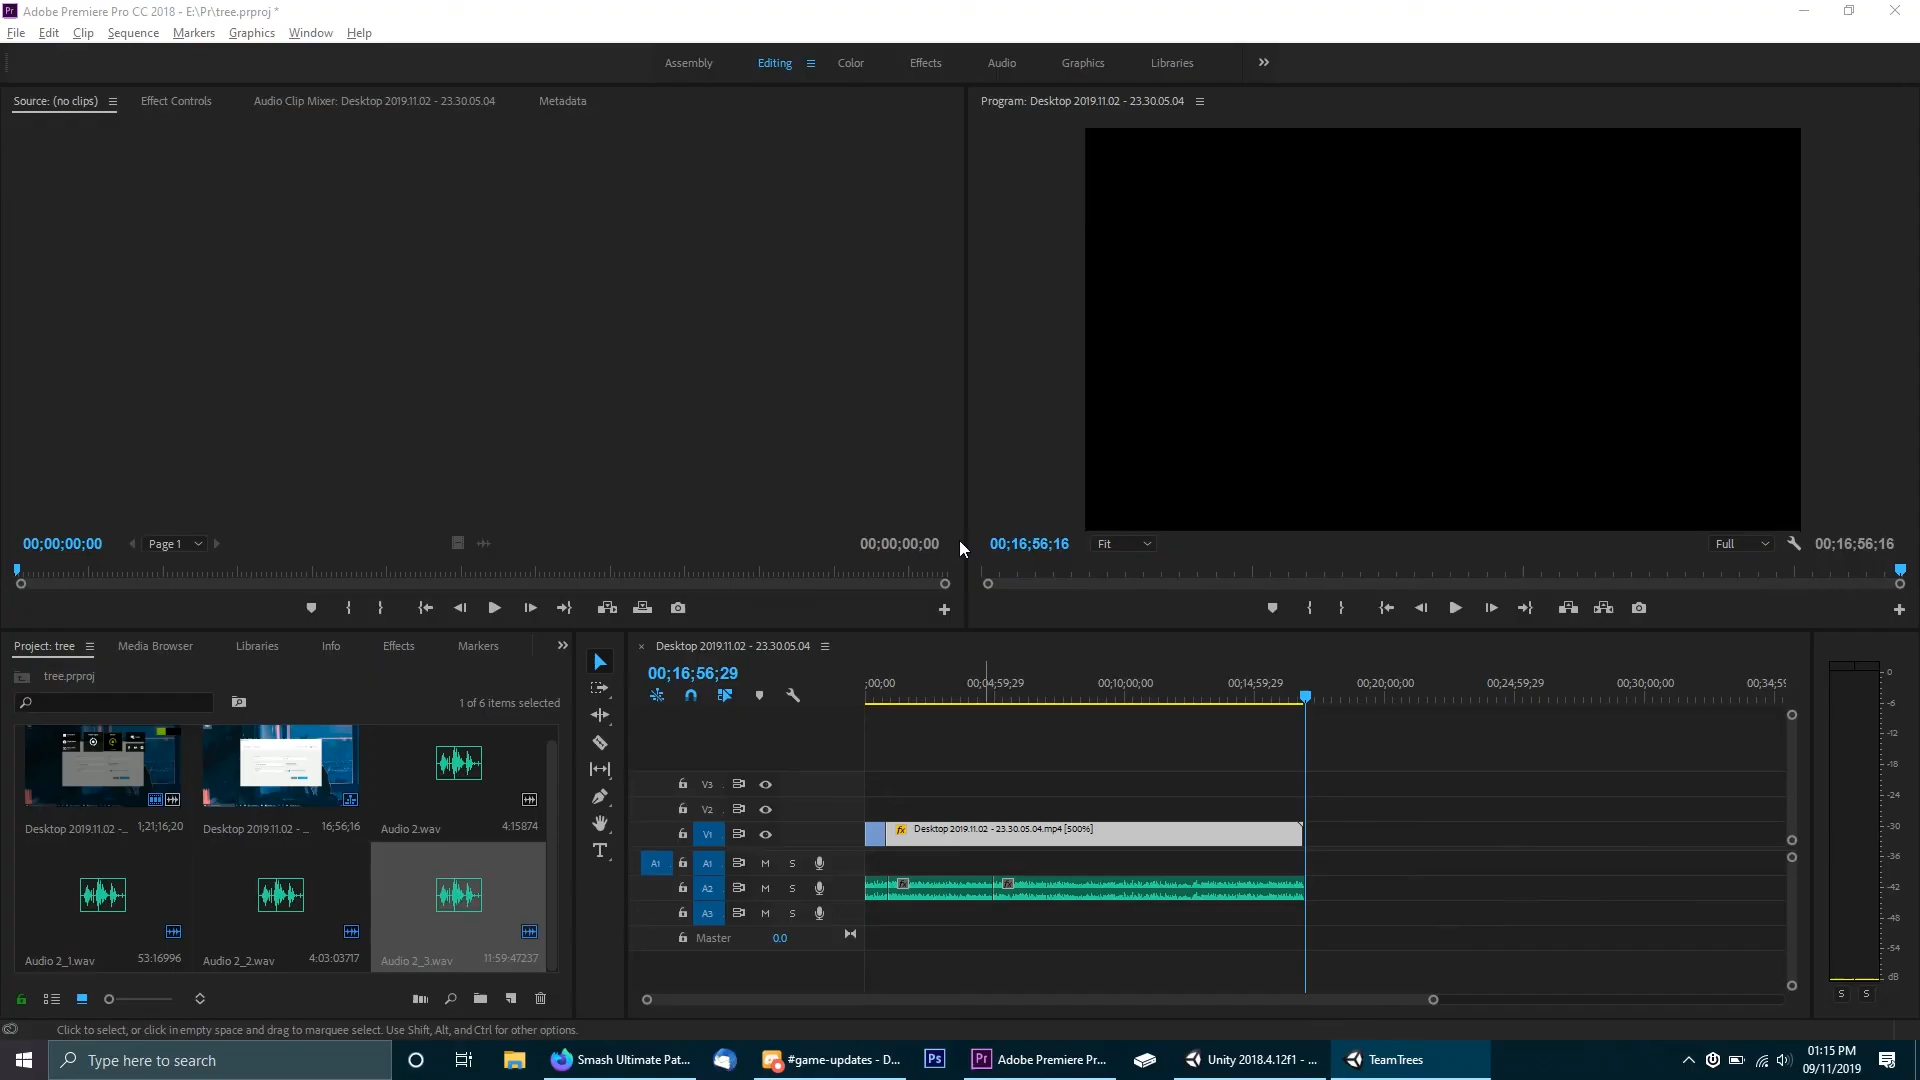 Adobe Premiere Pro CC 2018 - E:\Pr\tree.prproj *
File Edit Clip Sequence Markers Graphics Window Help
Assembly Editing Color Effects Audio Graphics Libraries
Source: (no clips) Effect Controls Audio Clip Mixer: Desktop 2019.11.02 - 23.30.05.04 Metadata
Program: Desktop 2019.11.02 - 23.30.05.04
00;00;00;00 Page 1 00;00;00;00
00;16;56;16 Fit Full 00;16;56;16
Project: tree Media Browser Libraries Info Effects Markers
tree.prproj
1 of 6 items selected
Desktop 2019.11.02 -... 1;21;16;20
Desktop 2019.11.02 - ... 16;56;16
Audio 2.wav 4:15874
Audio 2_1.wav 53:16996
Audio 2_2.wav 4:03:03717
Audio 2_3.wav 11:59:47237
Desktop 2019.11.02 - 23.30.05.04
00;16;56;29
;00;00 00;04;59;29 00;10;00;00 00;14;59;29 00;20;00;00 00;24;59;29 00;30;00;00 00;34;59
V3
V2
V1 fx Desktop 2019.11.02 - 23.30.05.04.mp4 [500%]
A1 A1 M S
A2 M S fx fx
A3 M S
Master 0.0
0
-6
-12
-18
-24
-30
-36
-42
-48
-54
dB
S S
Click to select, or click in empty space and drag to marquee select. Use Shift, Alt, and Ctrl for other options.
Type here to search
Smash Ultimate Pat...
#game-updates - D...
Ps
Pr Adobe Premiere Pr...
Unity 2018.4.12f1 - ...
TeamTrees
01:15 PM
09/11/2019